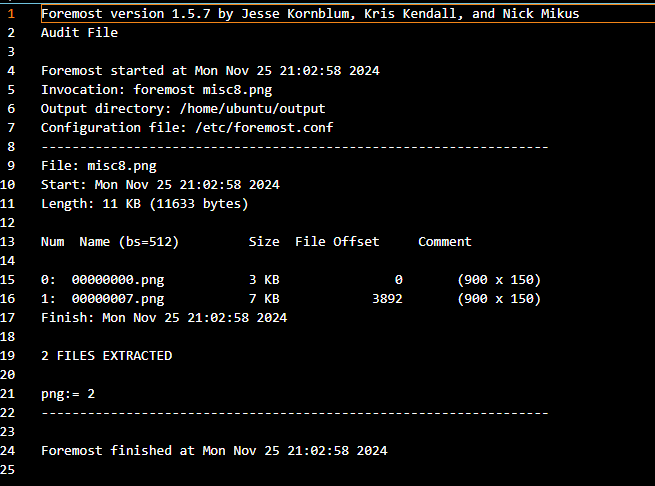 1 Foremost version 1.5.7 by Jesse Kornblum, Kris Kendall, and Nick Mikus
2 Audit File
3
4 Foremost started at Mon Nov 25 21:02:58 2024
5 Invocation: foremost misc8.png
6 Output directory: /home/ubuntu/output
7 Configuration file: /etc/foremost.conf
8 ------------------------------------------------------------------
9 File: misc8.png
10 Start: Mon Nov 25 21:02:58 2024
11 Length: 11 KB (11633 bytes)
12
13 Num  Name (bs=512)         Size  File Offset     Comment
14
15 0:  00000000.png           3 KB               0       (900 x 150)
16 1:  00000007.png           7 KB            3892       (900 x 150)
17 Finish: Mon Nov 25 21:02:58 2024
18
19 2 FILES EXTRACTED
20
21 png:= 2
22 ------------------------------------------------------------------
23
24 Foremost finished at Mon Nov 25 21:02:58 2024
25